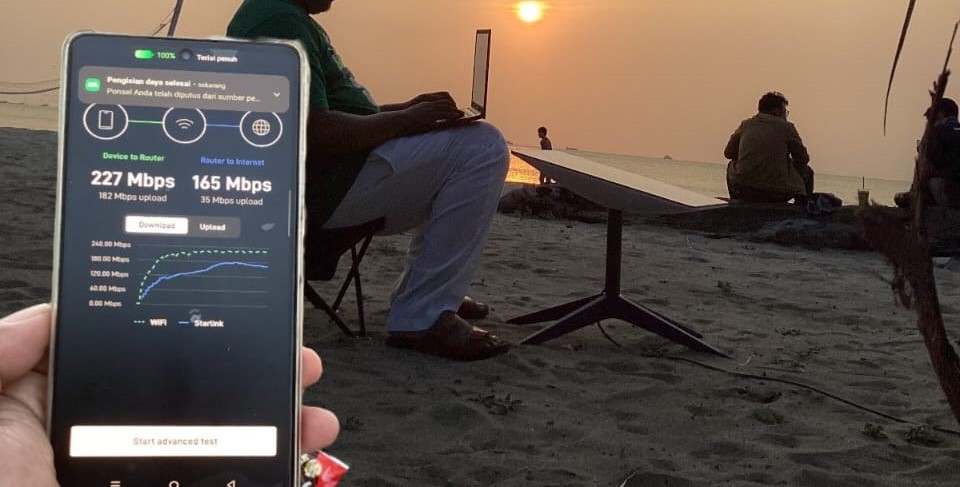 100% Terisi penuh
Pengisian daya selesai • sekarang
Ponsel Anda telah diputus dari sumber pe...
Device to Router
Router to Internet
227 Mbps
165 Mbps
182 Mbps upload
35 Mbps upload
Download
Upload
240.00 Mbps
180.00 Mbps
120.00 Mbps
60.00 Mbps
0.00 Mbps
WiFi
Starlink
Start advanced test